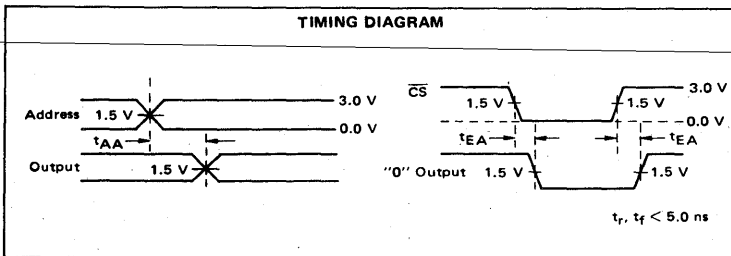 TIMING DIAGRAM
Address
1.5 V
3.0 V
0.0 V
tAA
Output
1.5 V
CS
1.5 V
3.0 V
1.5 V
0.0 V
tEA
tEA
"0" Output
1.5 V
1.5 V
tr, tf < 5.0 ns